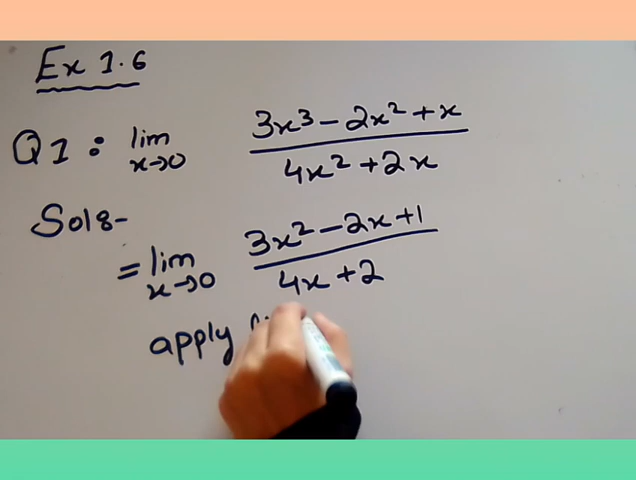 Ex 1.6
Q1: lim x→0 (3x³ - 2x² + x)/(4x² + 2x)
Sol:-
= lim x→0 (3x² - 2x + 1)/(4x + 2)
apply